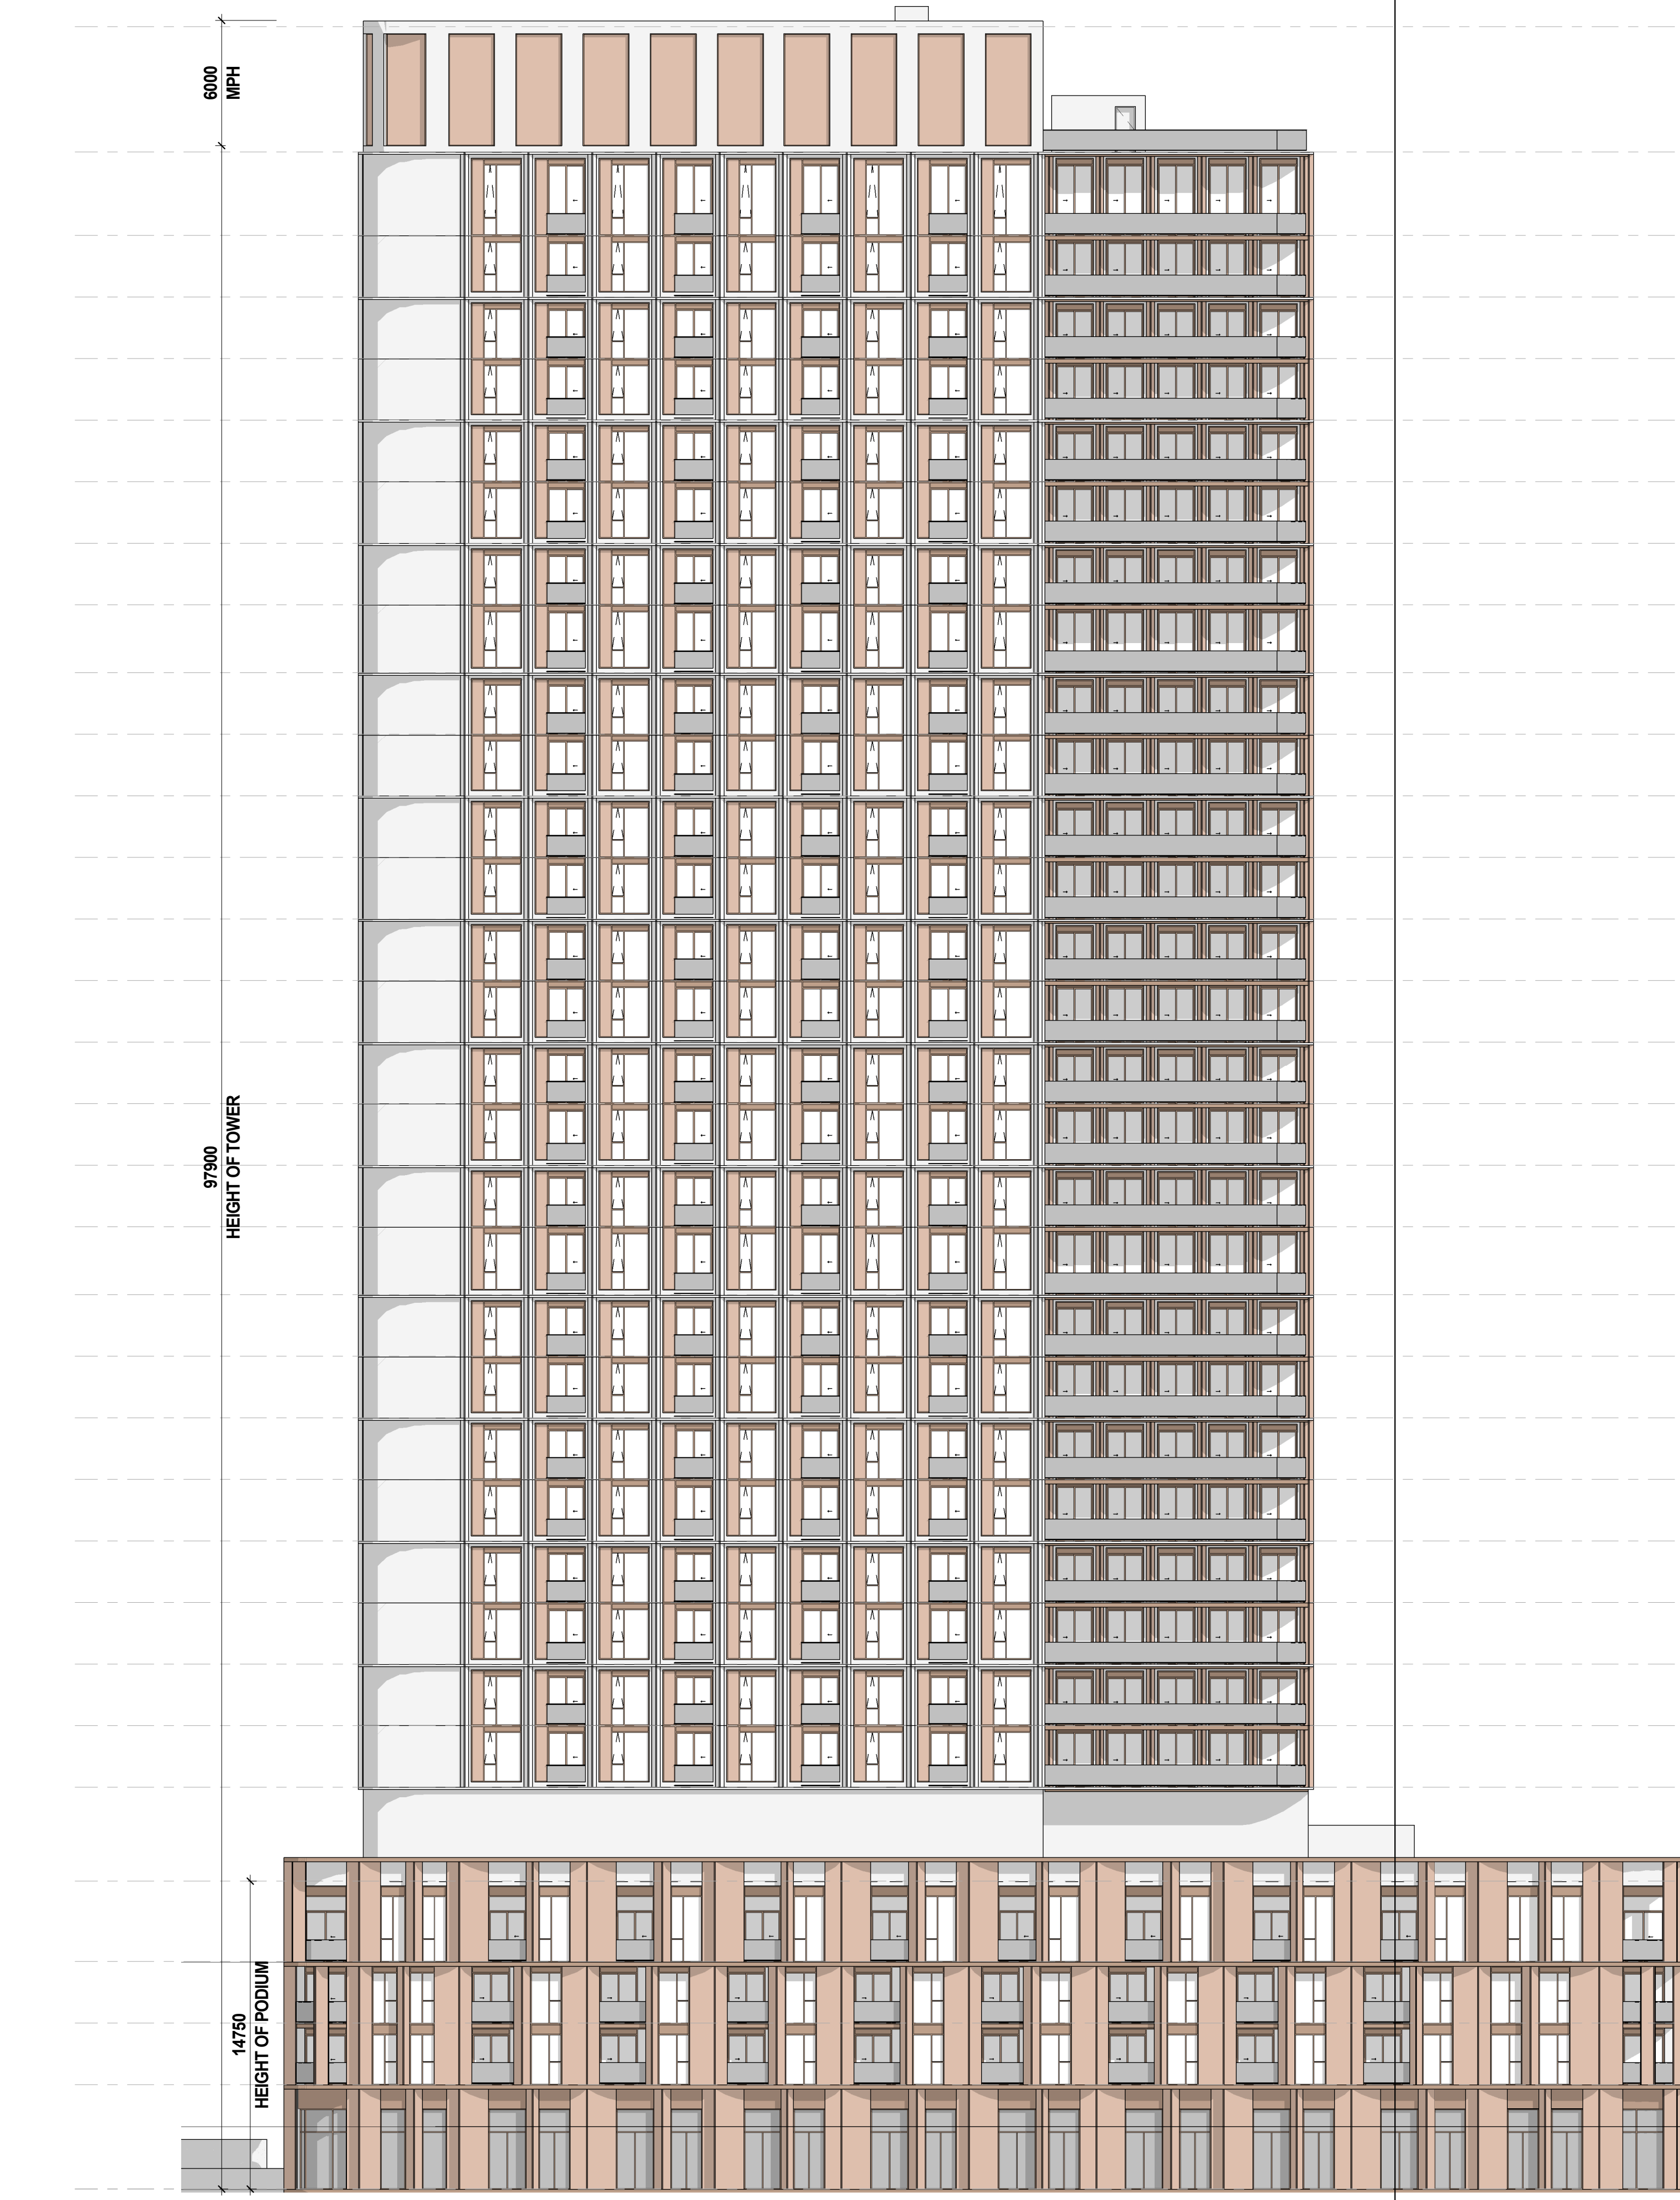 6000
MPH
97900
HEIGHT OF TOWER
14750
HEIGHT OF PODIUM